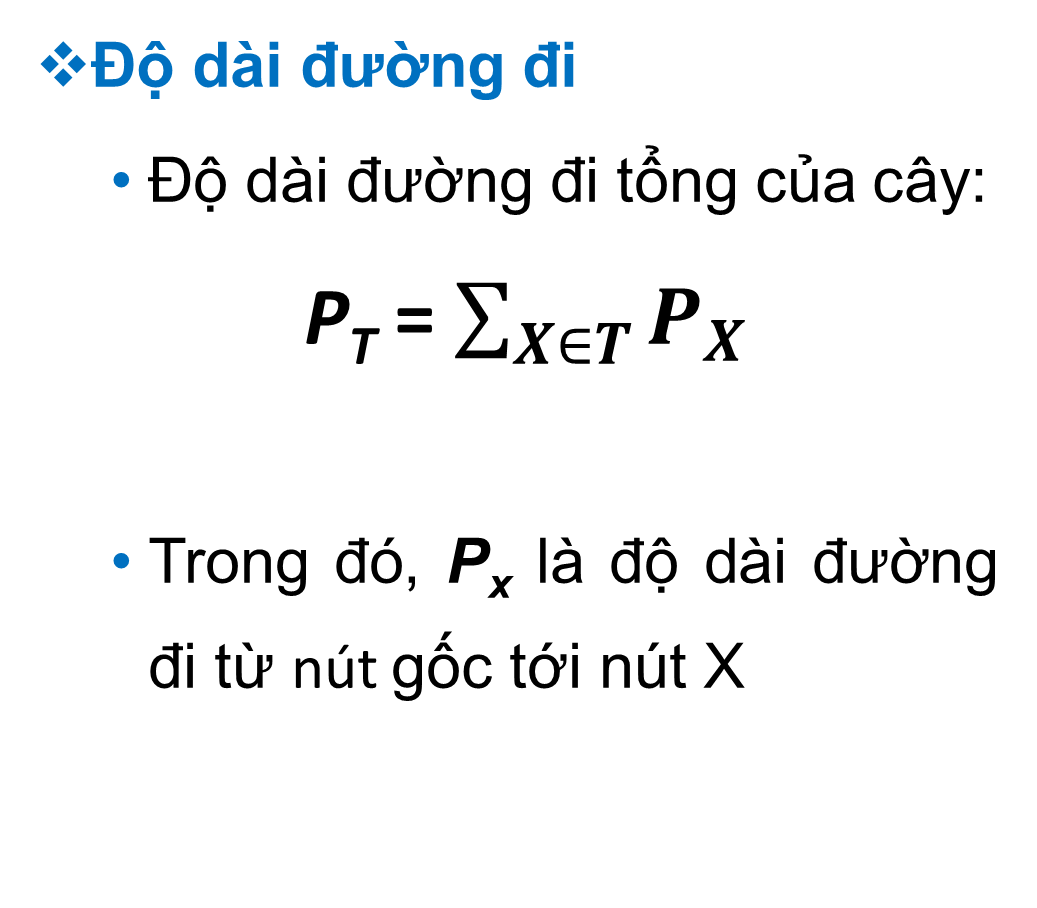 ❖Độ dài đường đi
• Độ dài đường đi tổng của cây:
P_T = ∑_{X∈T} P_X
• Trong đó, P_x là độ dài đường
đi từ nút gốc tới nút X